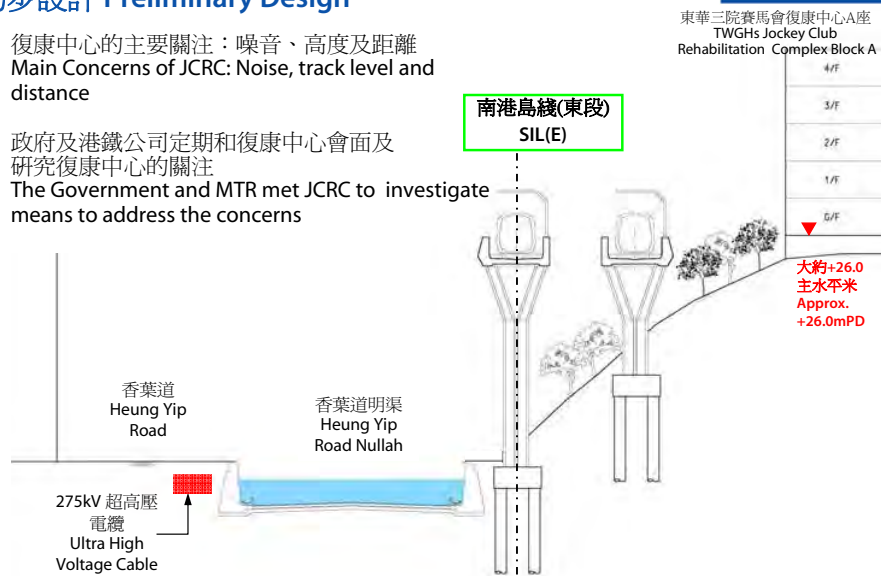 步設計 Preliminary Design
復康中心的主要關注：噪音、高度及距離
Main Concerns of JCRC: Noise, track level and
distance
政府及港鐵公司定期和復康中心會面及
研究復康中心的關注
The Government and MTR met JCRC to investigate
means to address the concerns
東華三院賽馬會復康中心A座
TWGHs Jockey Club
Rehabilitation Complex Block A
4/F
3/F
2/F
1/F
G/F
南港島綫(東段)
SIL(E)
大約+26.0
主水平米
Approx.
+26.0mPD
香葉道
Heung Yip
Road
香葉道明渠
Heung Yip
Road Nullah
275kV 超高壓
電纜
Ultra High
Voltage Cable